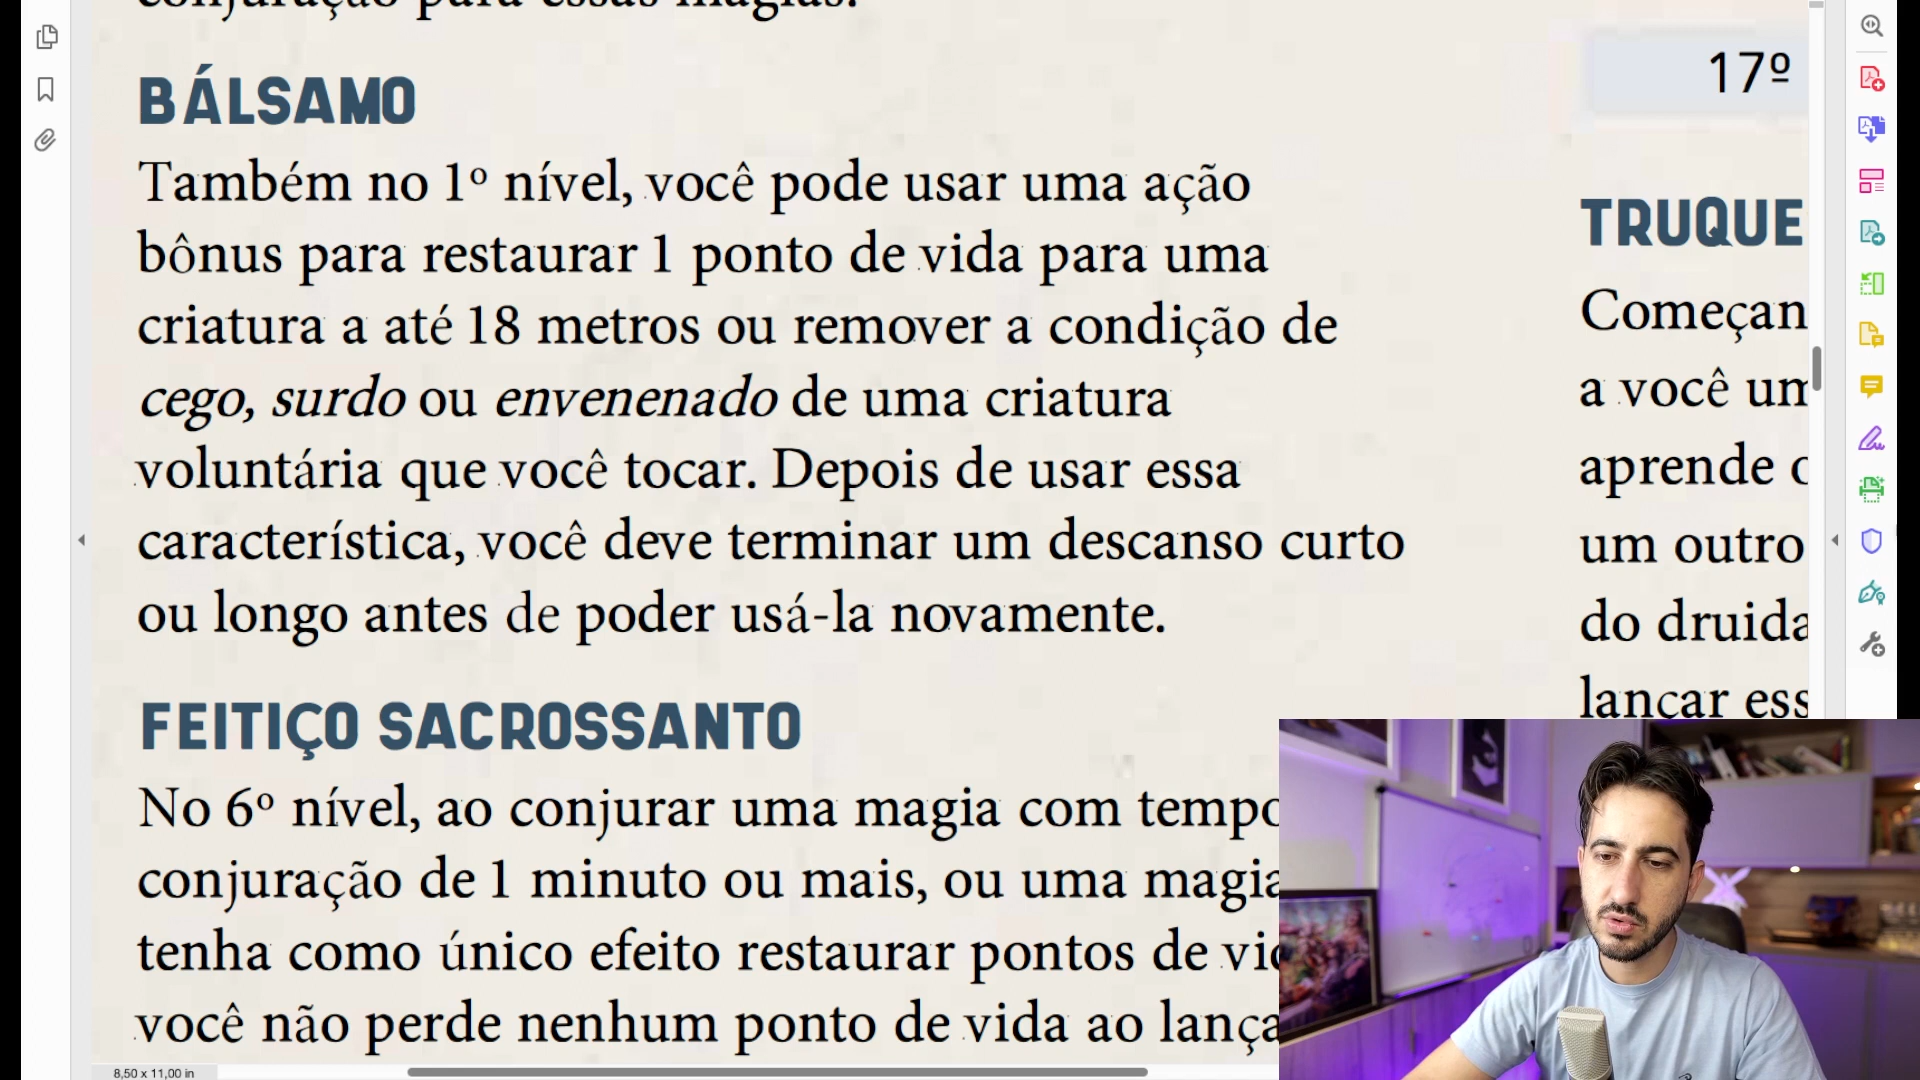 conjuração para essas magias.
BÁLSAMO
Também no 1º nível, você pode usar uma ação
bônus para restaurar 1 ponto de vida para uma
criatura a até 18 metros ou remover a condição de
cego, surdo ou envenenado de uma criatura
voluntária que você tocar. Depois de usar essa
característica, você deve terminar um descanso curto
ou longo antes de poder usá-la novamente.
FEITIÇO SACROSSANTO
No 6º nível, ao conjurar uma magia com tempo
conjuração de 1 minuto ou mais, ou uma magia
tenha como único efeito restaurar pontos de
você não perde nenhum ponto de vida ao
17º
TRUQUE
Começan
a você um
aprende
um outro
do druida
lançar ess
8,50 x 11,00 in